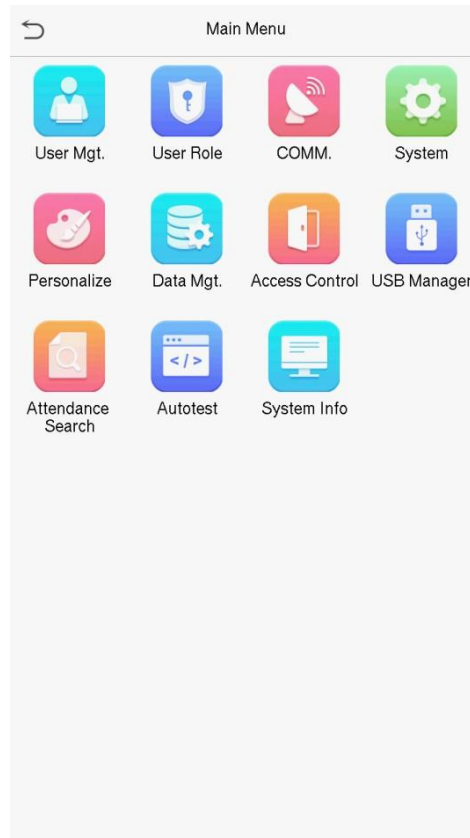 Main Menu
User Mgt.
User Role
COMM.
System
Personalize
Data Mgt.
Access Control
USB Manager
Attendance
Search
</>
Autotest
System Info